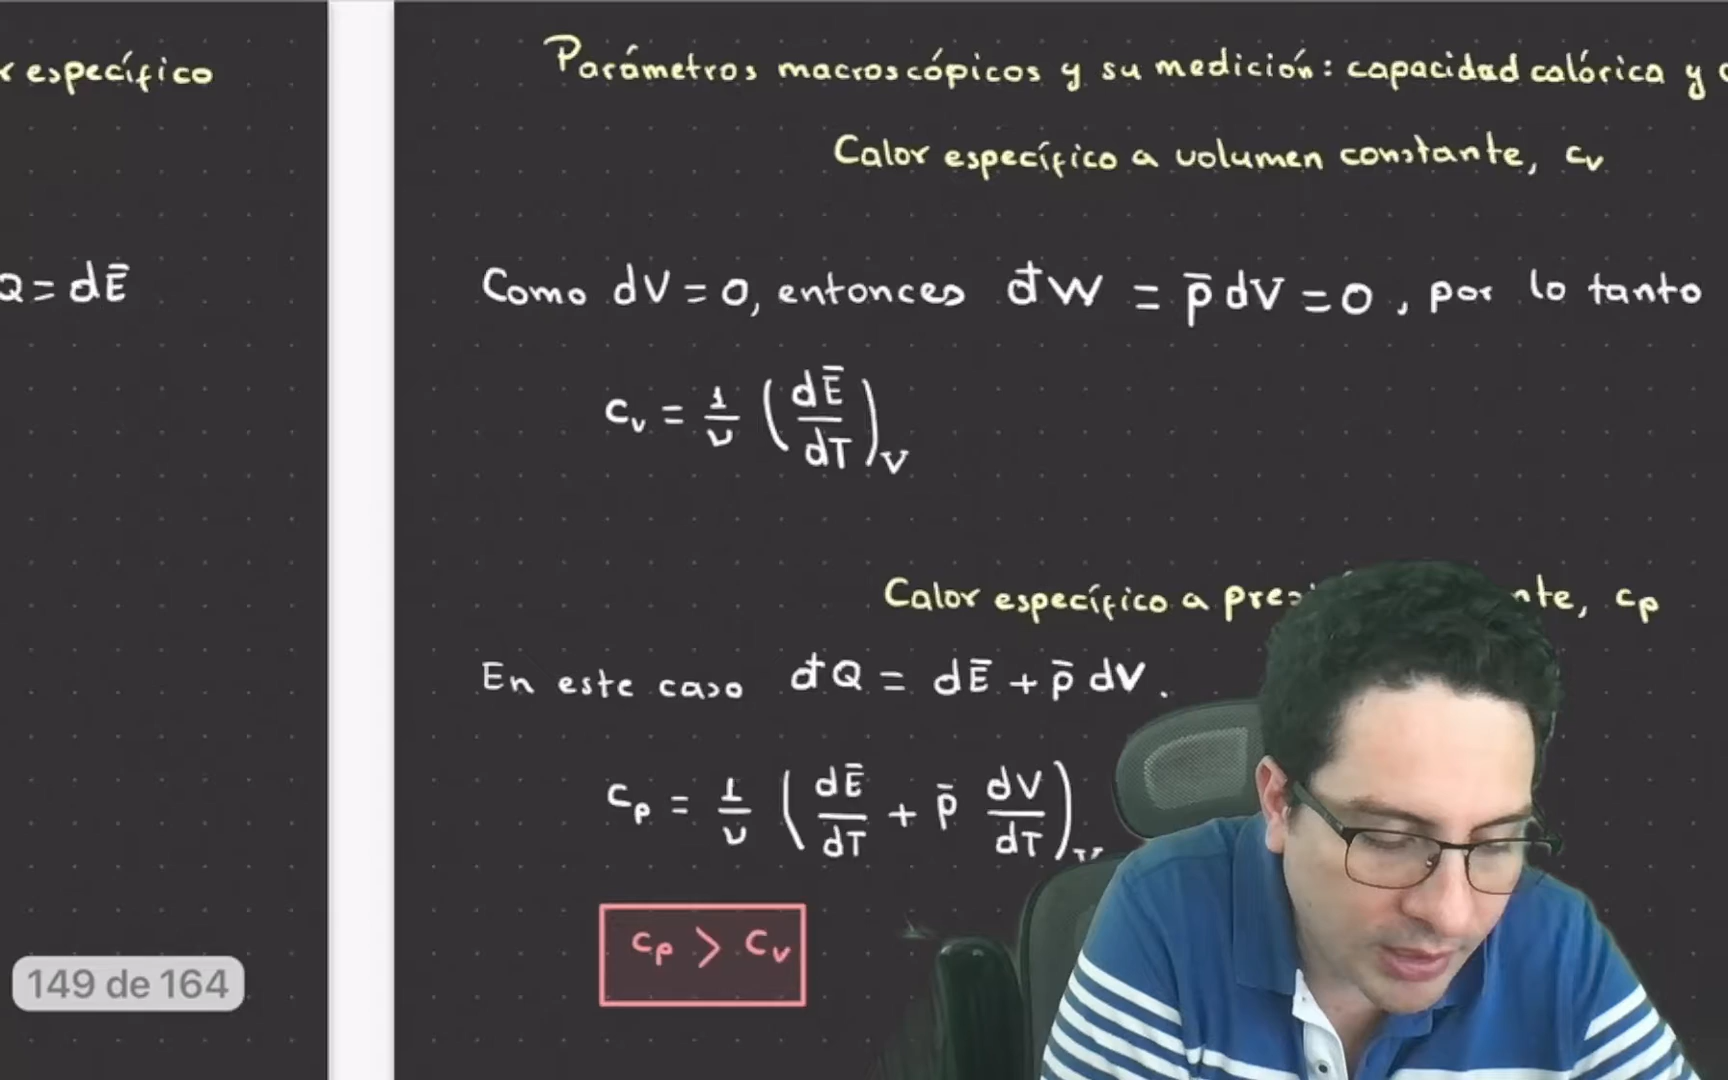 específico
Q = dĒ
149 de 164
Parámetros macroscópicos y su medición: capacidad calórica y
Calor específico a volumen constante, cv
Como dV = 0, entonces đW = p̄ dV = 0, por lo tanto
cv = 1/ν (dĒ/dT)V
Calor específico a cp
En este caso đQ = dĒ + p̄ dV.
cp = 1/ν (dĒ/dT + p̄ dV/dT)
cp > cv